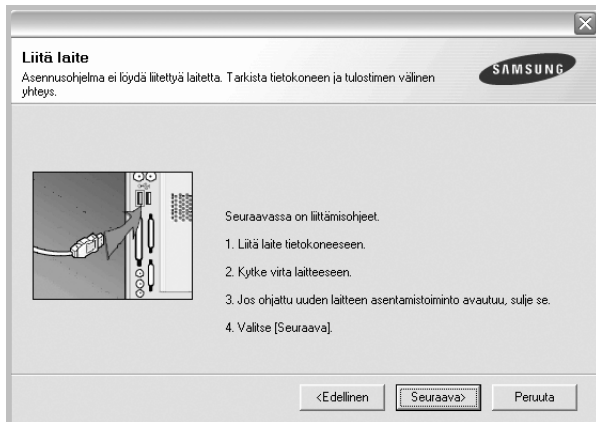 Liitä laite
Asennusohjelma ei löydä liitettyä laitetta. Tarkista tietokoneen ja tulostimen välinen
yhteys.
SAMSUNG
Seuraavassa on liittämisohjeet.
1. Liitä laite tietokoneeseen.
2. Kytke virta laitteeseen.
3. Jos ohjattu uuden laitteen asentamistoiminto avautuu, sulje se.
4. Valitse [Seuraava].
<Edellinen
Seuraava>
Peruuta